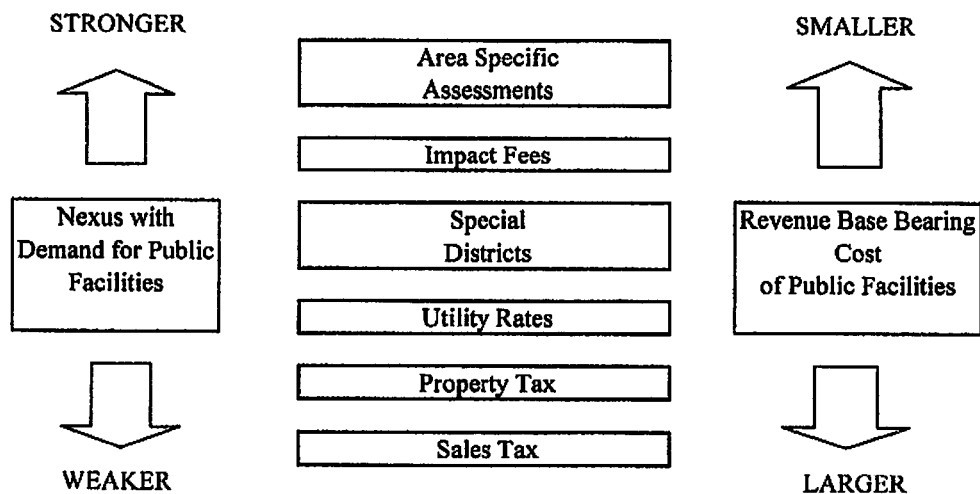 STRONGER
Nexus with
Demand for Public
Facilities
WEAKER
Area Specific
Assessments
Impact Fees
Special
Districts
Utility Rates
Property Tax
Sales Tax
SMALLER
Revenue Base Bearing
Cost
of Public Facilities
LARGER